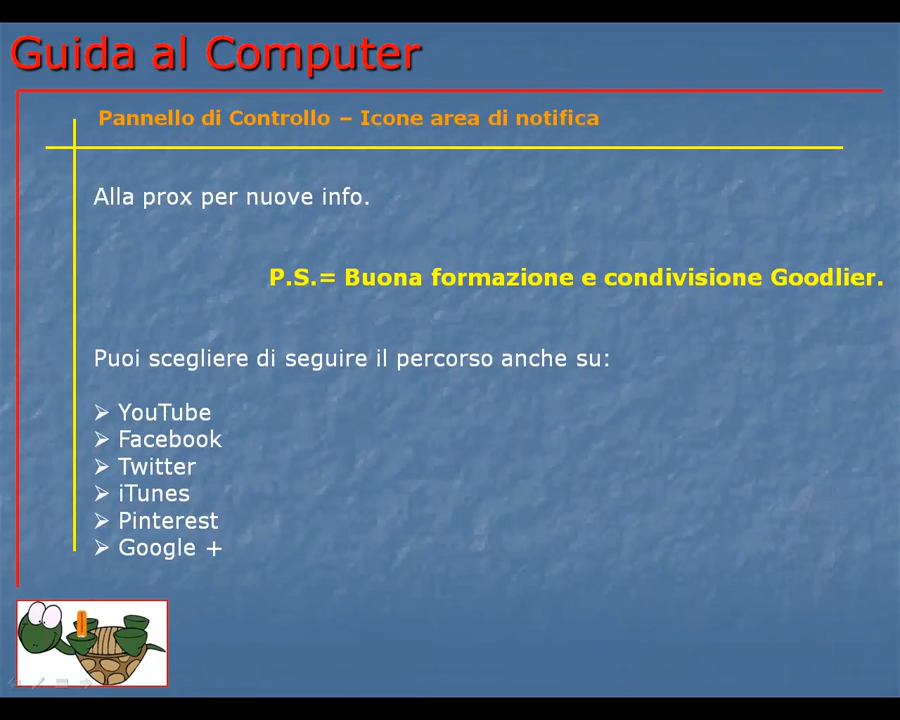 Guida al Computer
Pannello di Controllo – Icone area di notifica
Alla prox per nuove info.
P.S.= Buona formazione e condivisione Goodlier.
Puoi scegliere di seguire il percorso anche su:
➢ YouTube
➢ Facebook
➢ Twitter
➢ iTunes
➢ Pinterest
➢ Google +